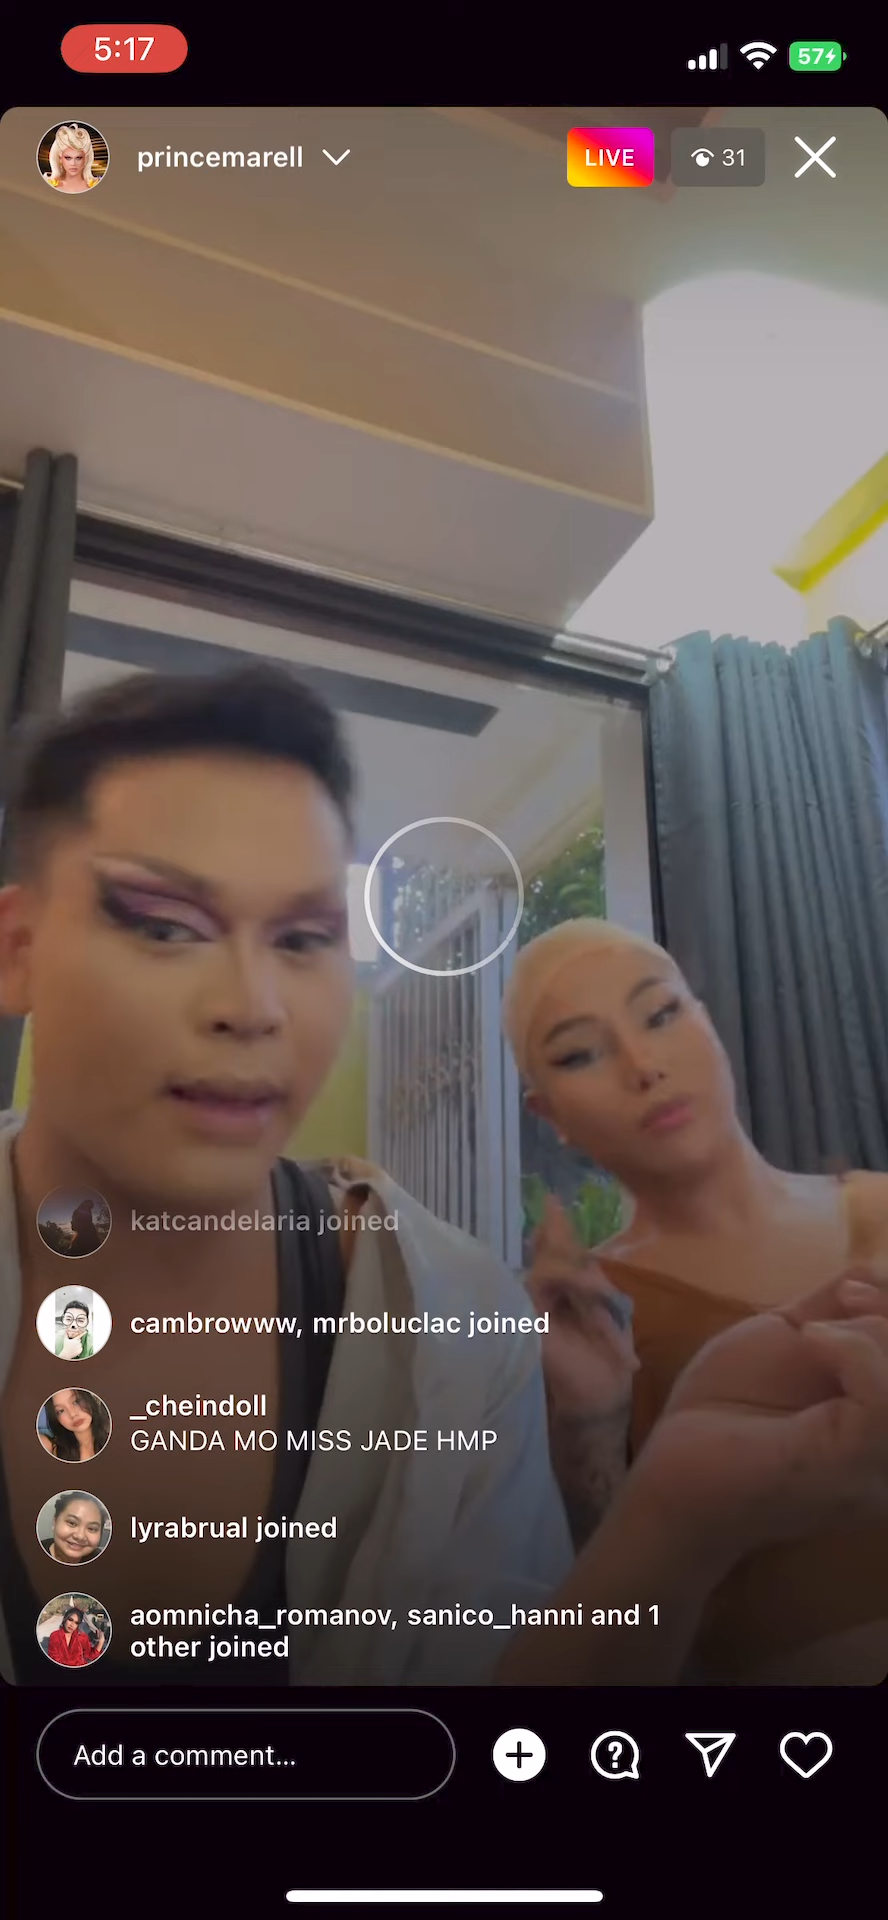 5:17
57
princemarell
LIVE
31
katcandelaria joined
cambrowww, mrboluclac joined
_cheindoll
GANDA MO MISS JADE HMP
lyrabrual joined
aomnicha_romanov, sanico_hanni and 1
other joined
Add a comment...